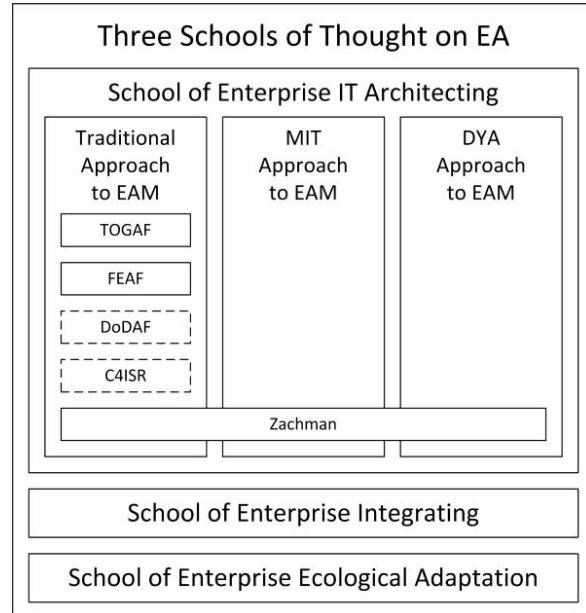 Three Schools of Thought on EA
School of Enterprise IT Architecting
Traditional
Approach
to EAM
MIT
Approach
to EAM
DYA
Approach
to EAM
TOGAF
FEAF
DoDAF
C4ISR
Zachman
School of Enterprise Integrating
School of Enterprise Ecological Adaptation